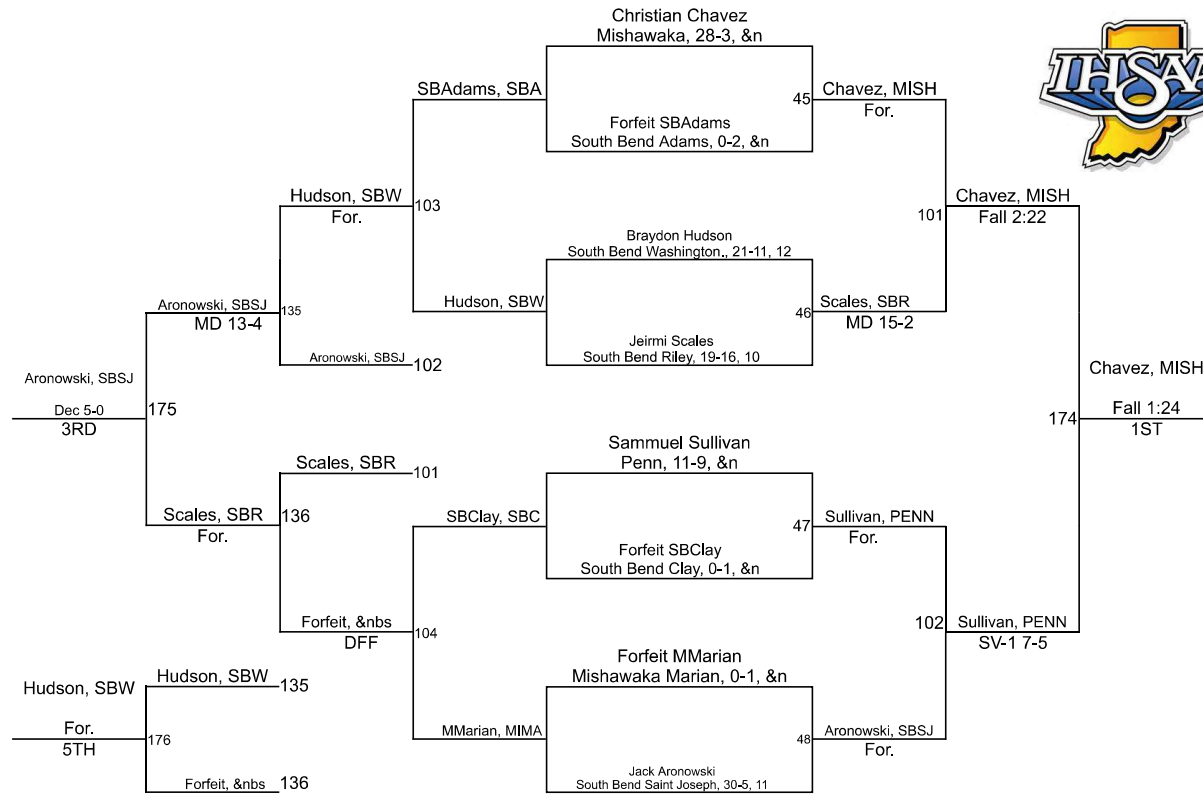 Christian Chavez
Mishawaka, 28-3, &n
IHSAA
SBAdams, SBA
45
Chavez, MISH
For.
Forfeit SBAdams
South Bend Adams, 0-2, &n
Hudson, SBW
For.
103
101
Chavez, MISH
Fall 2:22
Braydon Hudson
South Bend Washington., 21-11, 12
Aronowski, SBSJ
MD 13-4
135
Hudson, SBW
46
Scales, SBR
MD 15-2
Jeirmi Scales
South Bend Riley, 19-16, 10
Aronowski, SBSJ
102
Aronowski, SBSJ
Dec 5-0
3RD
175
174
Chavez, MISH
Fall 1:24
1ST
Sammuel Sullivan
Penn, 11-9, &n
Scales, SBR
101
Scales, SBR
For.
136
SBClay, SBC
47
Sullivan, PENN
For.
Forfeit SBClay
South Bend Clay, 0-1, &n
Forfeit, &nbs
DFF
104
102
Sullivan, PENN
SV-1 7-5
Forfeit MMarian
Mishawaka Marian, 0-1, &n
Hudson, SBW
Hudson, SBW
135
For.
5TH
176
MMarian, MIMA
48
Aronowski, SBSJ
For.
Jack Aronowski
South Bend Saint Joseph, 30-5, 11
Forfeit, &nbs
136